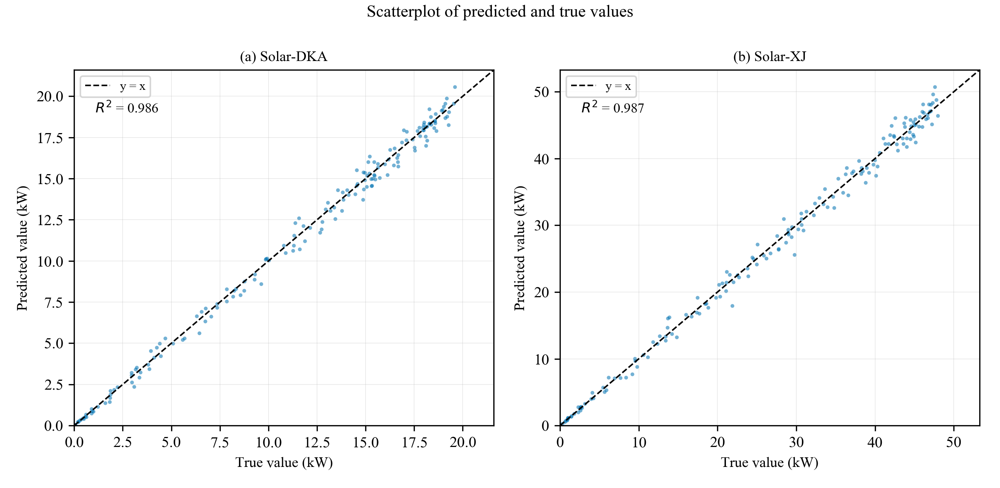 Scatterplot of predicted and true values
(a) Solar-DKA
y = x
R² = 0.986
20.0
17.5
15.0
12.5
10.0
7.5
5.0
2.5
0.0
Predicted value (kW)
0.0 2.5 5.0 7.5 10.0 12.5 15.0 17.5 20.0
True value (kW)
(b) Solar-XJ
y = x
R² = 0.987
50
40
30
20
10
0
Predicted value (kW)
0 10 20 30 40 50
True value (kW)